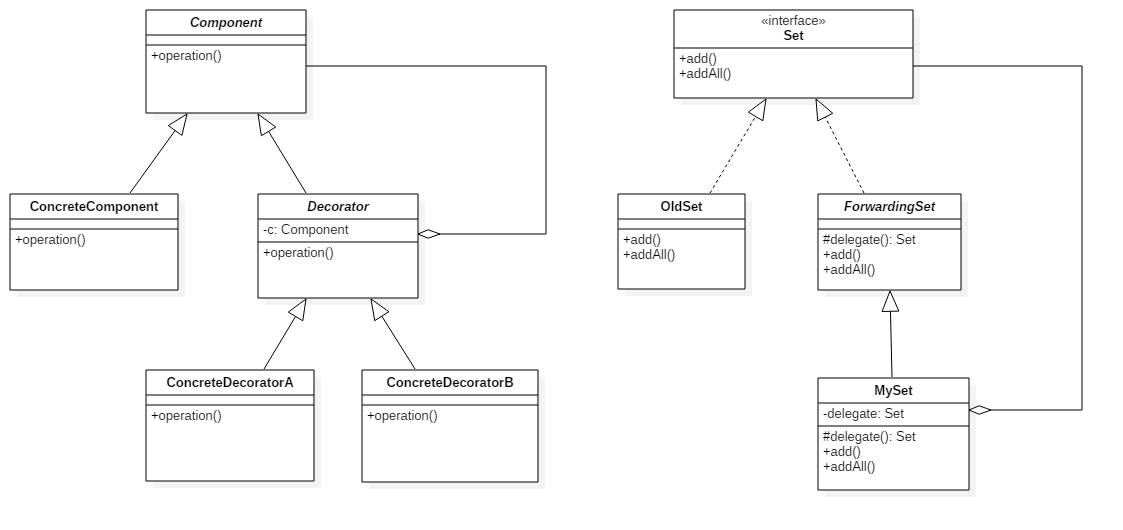 Component
+operation()
ConcreteComponent
+operation()
Decorator
-c: Component
+operation()
ConcreteDecoratorA
+operation()
ConcreteDecoratorB
+operation()
«interface»
Set
+add()
+addAll()
OldSet
+add()
+addAll()
ForwardingSet
#delegate(): Set
+add()
+addAll()
MySet
-delegate: Set
#delegate(): Set
+add()
+addAll()